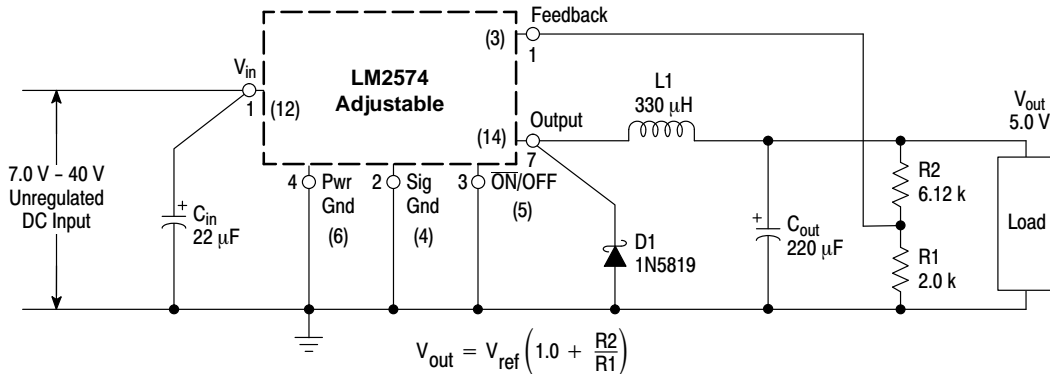 Feedback
(3)
1
V_in
LM2574
Adjustable
1
(12)
L1
330 μH
V_out
5.0 V
Output
(14)
7
7.0 V – 40 V
Unregulated
DC Input
C_in
22 μF
+
4 Pwr
Gnd
(6)
2 Sig
Gnd
(4)
3 O̅N̅/OFF
(5)
D1
1N5819
+
C_out
220 μF
R2
6.12 k
R1
2.0 k
Load
V_out = V_ref (1.0 + R2/R1)